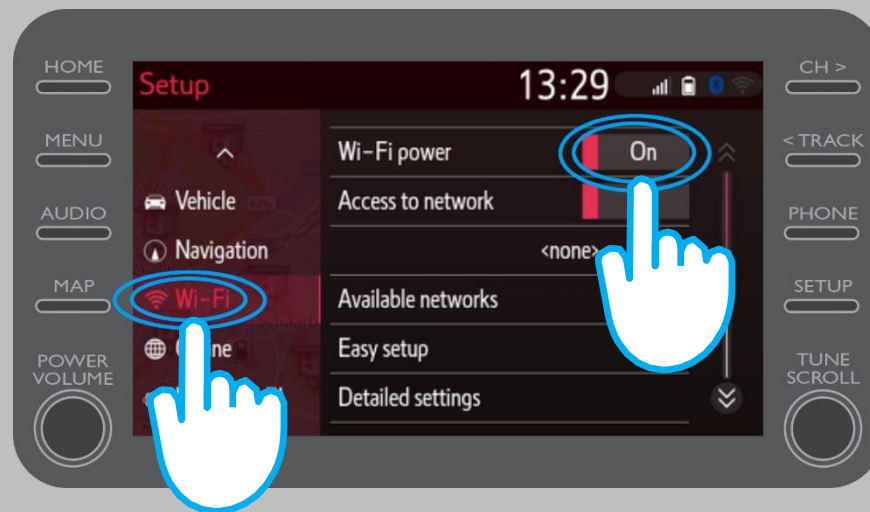 HOME
MENU
AUDIO
MAP
POWER
VOLUME
Setup
13:29
Vehicle
Navigation
Wi-Fi
Wi-Fi power
On
Access to network
<none>
Available networks
Easy setup
Detailed settings
CH >
< TRACK
PHONE
SETUP
TUNE
SCROLL